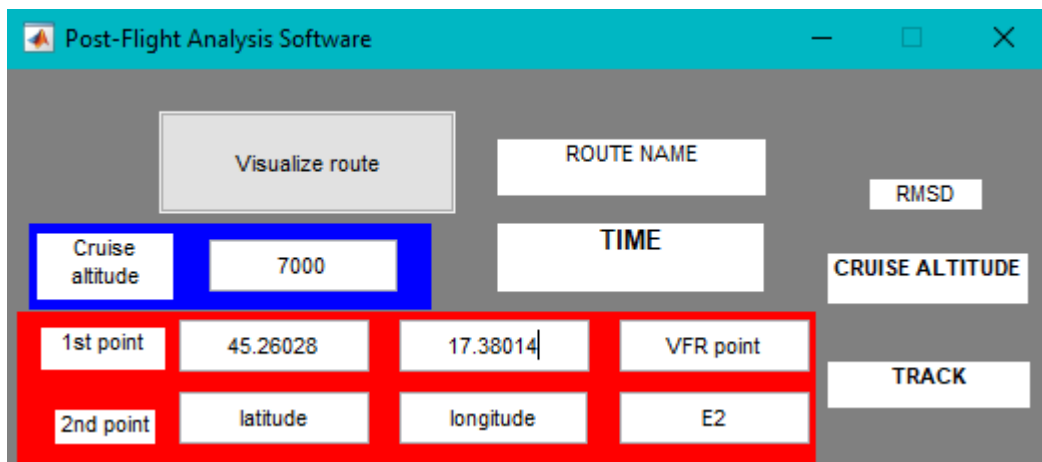 Post-Flight Analysis Software
Visualize route
ROUTE NAME
RMSD
Cruise
altitude
7000
TIME
CRUISE ALTITUDE
1st point
45.26028
17.38014
VFR point
TRACK
2nd point
latitude
longitude
E2